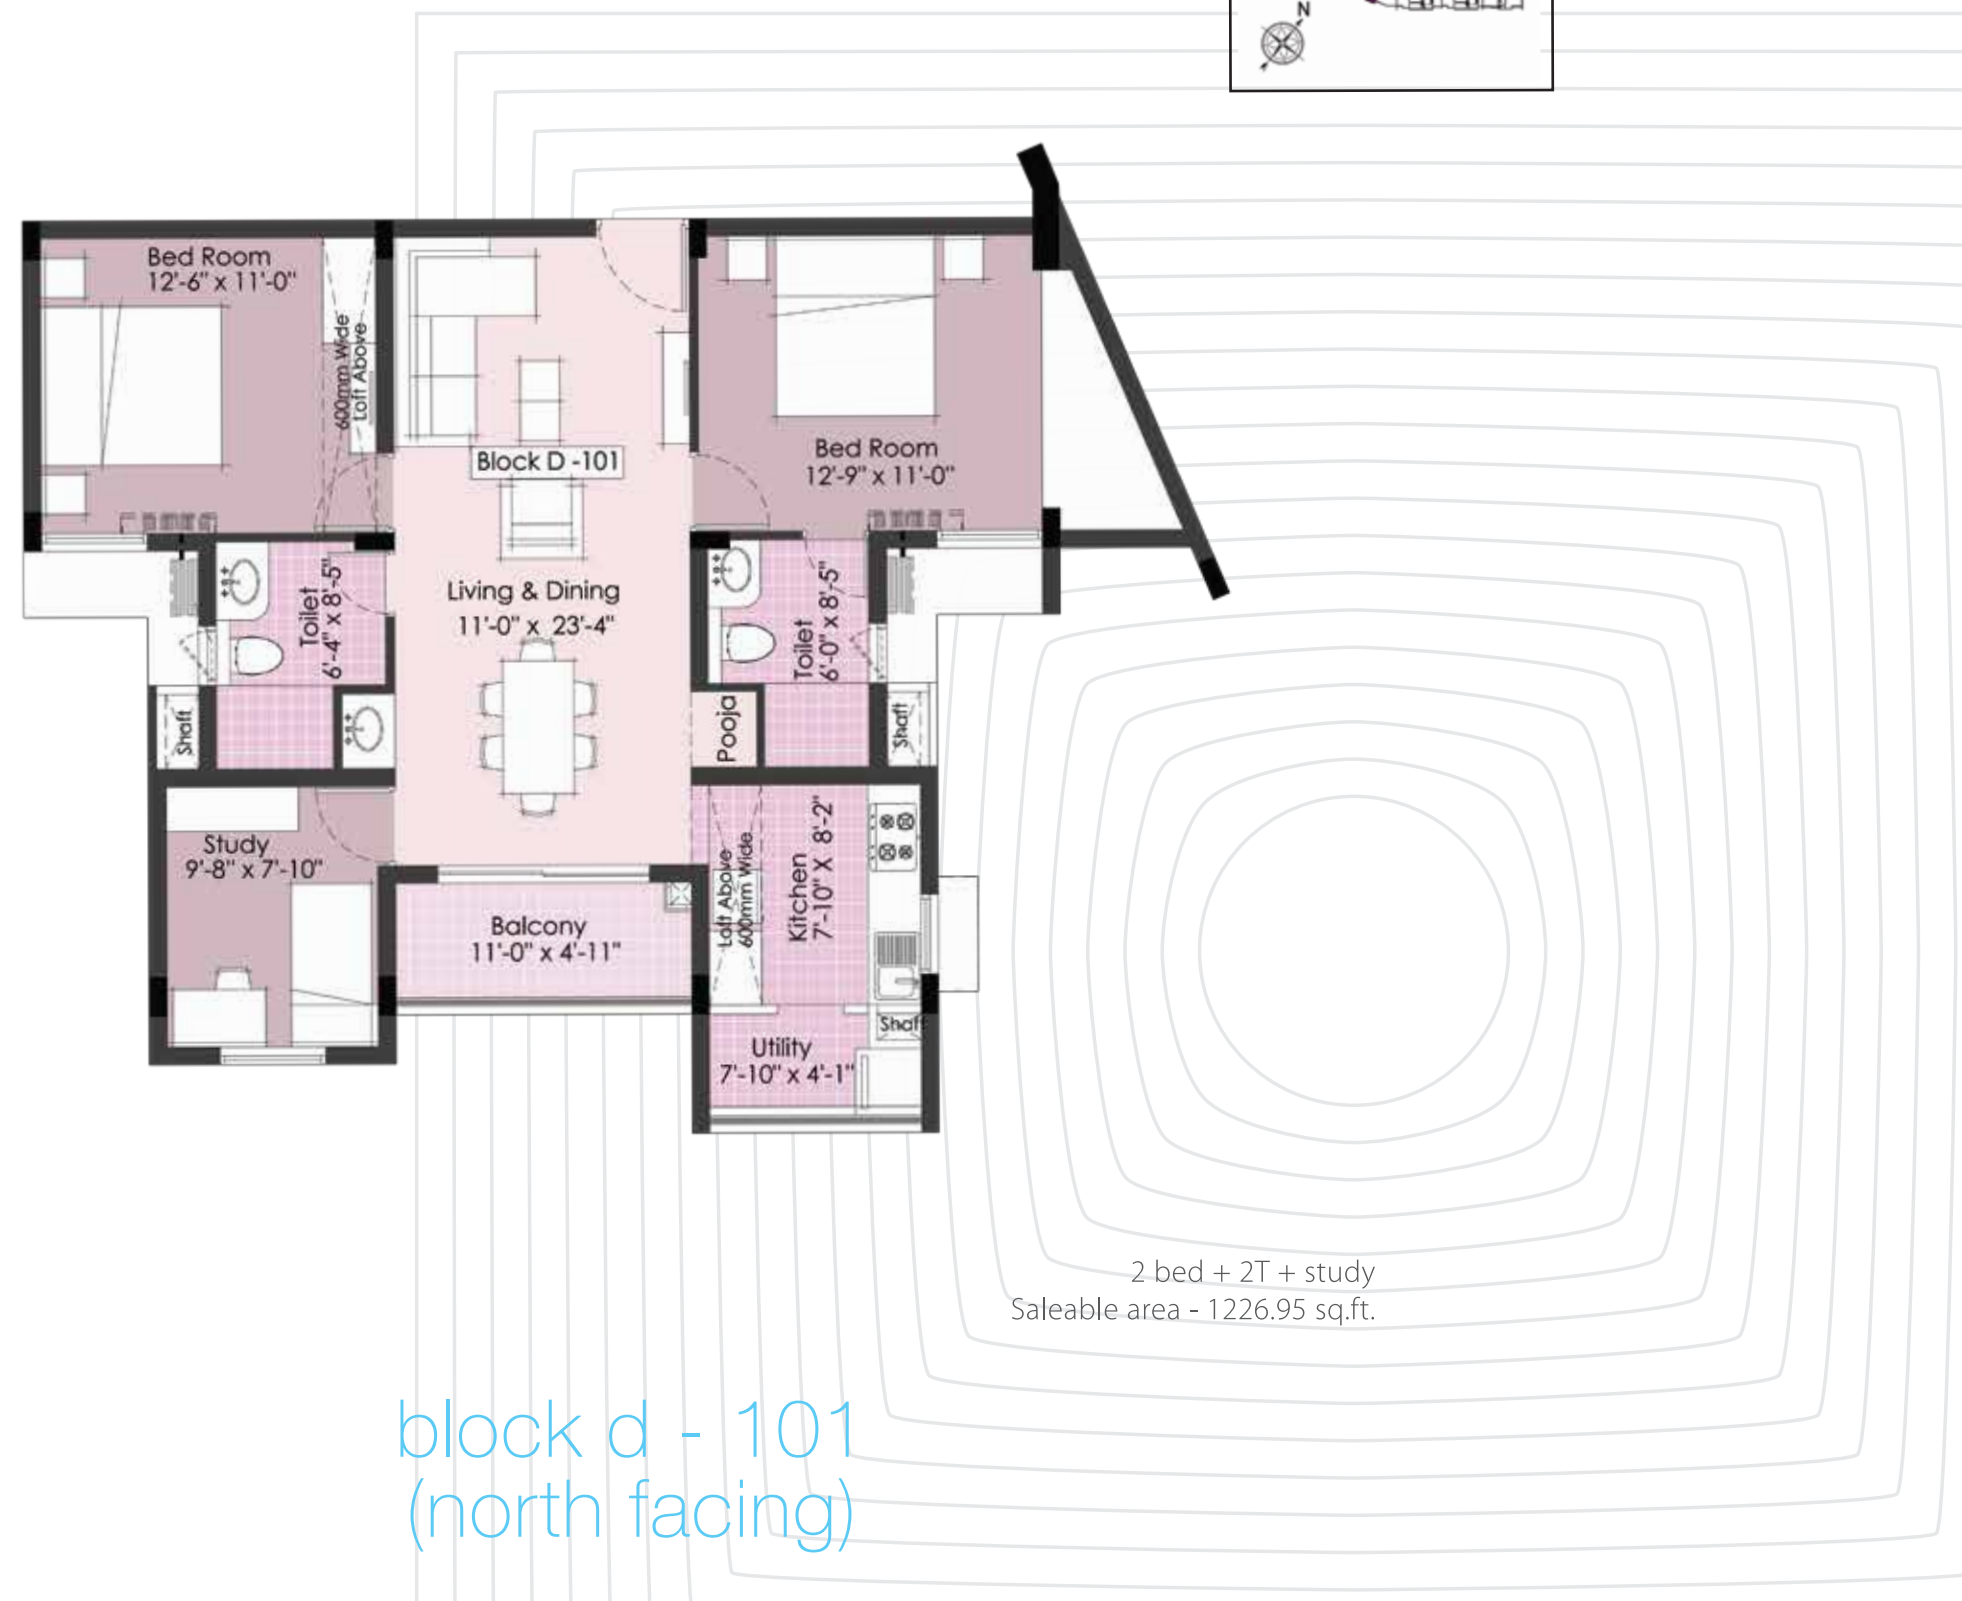 N
Bed Room
12'-6" x 11'-0"
600mm Wide
Loft Above
Bed Room
12'-9" x 11'-0"
Block D -101
Living & Dining
11'-0" x 23'-4"
Toilet
6'-4" x 8'-5"
Toilet
6'-0" x 8'-5"
Shaft
Pooja
Shaft
Study
9'-8" x 7'-10"
Balcony
11'-0" x 4'-11"
Loft Above
600mm Wide
Kitchen
7'-10" X 8'-2"
Shaft
Utility
7'-10" x 4'-1"
2 bed + 2T + study
Saleable area - 1226.95 sq.ft.
block d - 101
(north facing)